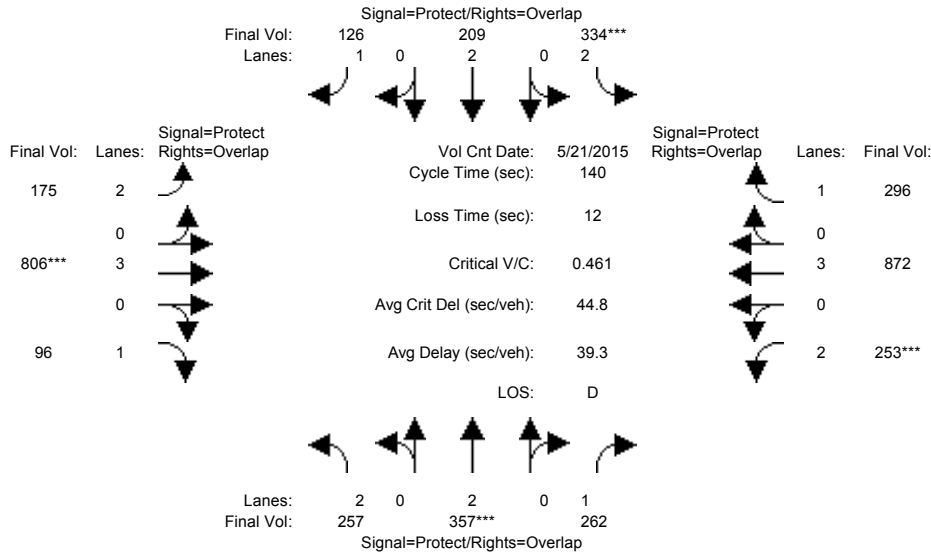 Signal=Protect/Rights=Overlap
Final Vol: 126 209 334***
Lanes: 1 0 2 0 2
Signal=Protect Signal=Protect
Final Vol: Lanes: Rights=Overlap Vol Cnt Date: 5/21/2015 Rights=Overlap Lanes: Final Vol:
Cycle Time (sec): 140
175 2 1 296
Loss Time (sec): 12
0 0
806*** 3 Critical V/C: 0.461 3 872
0 Avg Crit Del (sec/veh): 44.8 0
96 1 Avg Delay (sec/veh): 39.3 2 253***
LOS: D
Lanes: 2 0 2 0 1
Final Vol: 257 357*** 262
Signal=Protect/Rights=Overlap